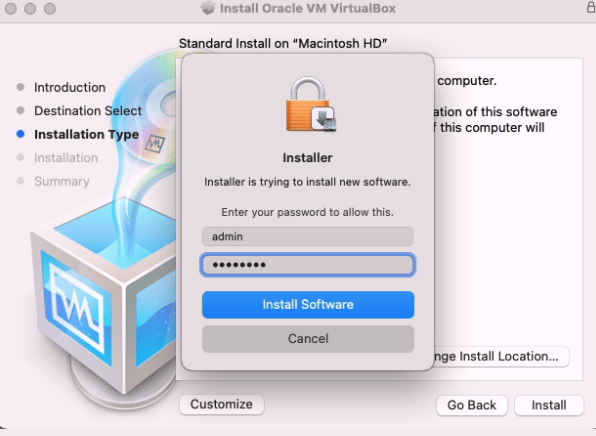 Install Oracle VM VirtualBox
Standard Install on “Macintosh HD”
Introduction
Destination Select
Installation Type
Installation
Summary
computer.
ation of this software
f this computer will
Installer
Installer is trying to install new software.
Enter your password to allow this.
admin
••••••••
Install Software
Cancel
nge Install Location...
Customize
Go Back
Install